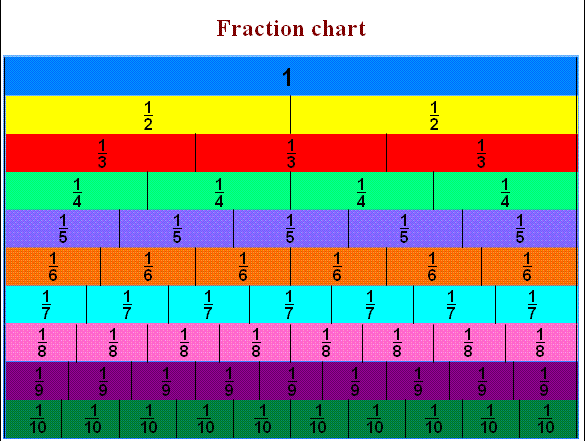 Fraction chart
1
1/2 1/2
1/3 1/3 1/3
1/4 1/4 1/4 1/4
1/5 1/5 1/5 1/5 1/5
1/6 1/6 1/6 1/6 1/6 1/6
1/7 1/7 1/7 1/7 1/7 1/7 1/7
1/8 1/8 1/8 1/8 1/8 1/8 1/8 1/8
1/9 1/9 1/9 1/9 1/9 1/9 1/9 1/9 1/9
1/10 1/10 1/10 1/10 1/10 1/10 1/10 1/10 1/10 1/10